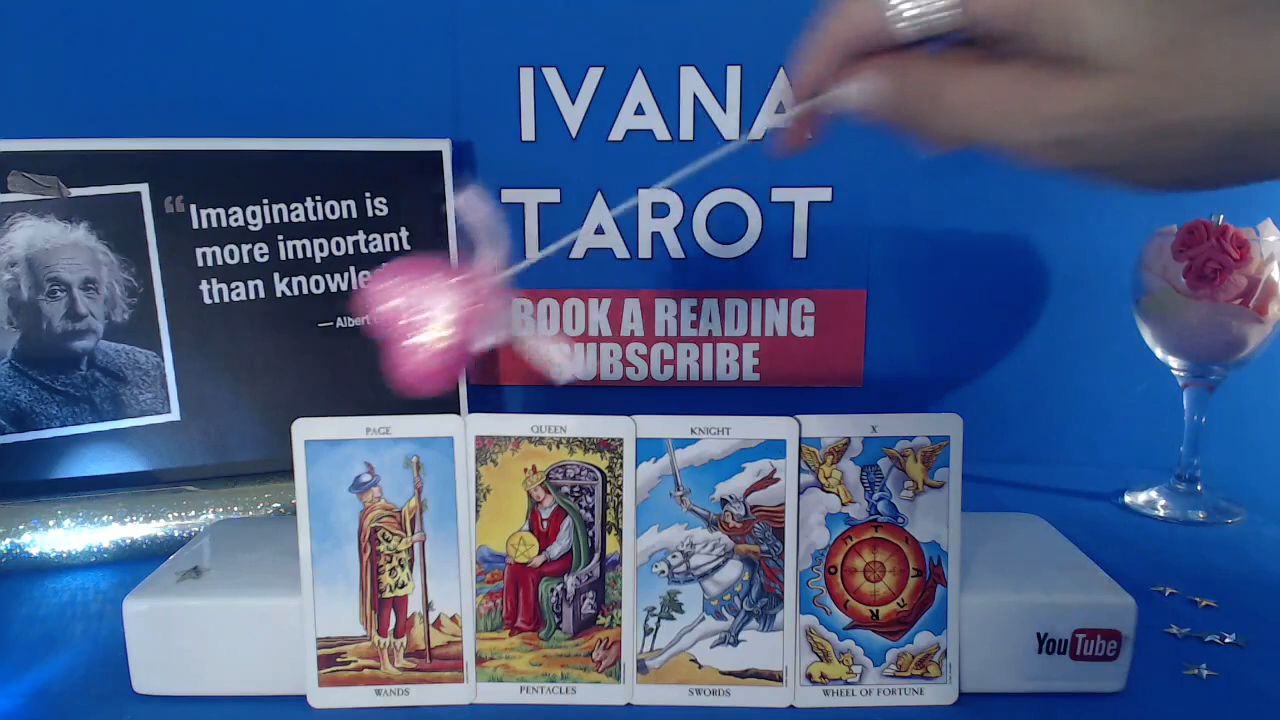 IVANA
TAROT
BOOK A READING
SUBSCRIBE
“Imagination is
more important
than
— Albert
PAGE
WANDS
QUEEN
PENTACLES
KNIGHT
SWORDS
X
WHEEL OF FORTUNE
YouTube